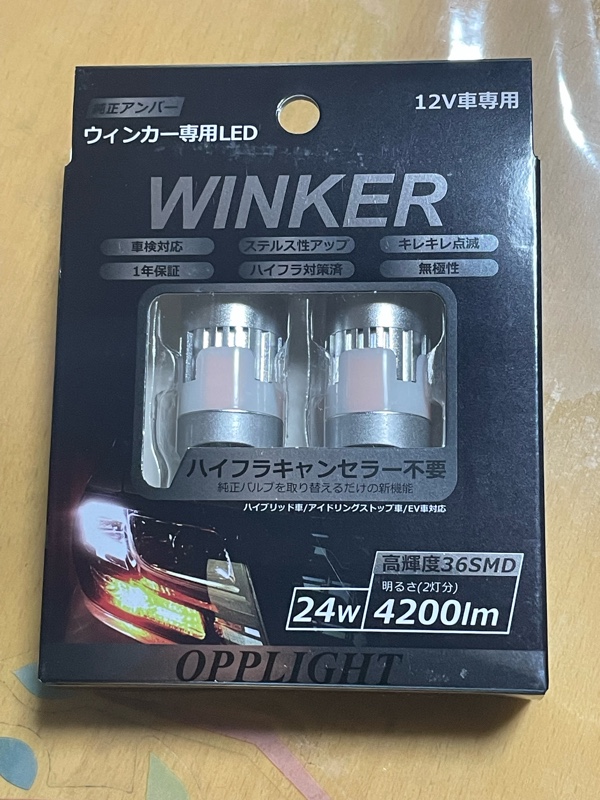 純正アンバー
12V車専用
ウィンカー専用LED
WINKER
車検対応 ステルス性アップ キレキレ点滅
1年保証 ハイフラ対策済 無極性
ハイフラキャンセラー不要
純正バルブを取り替えるだけの新機能
ハイブリッド車/アイドリングストップ車/EV車対応
高輝度36SMD
明るさ(2灯分)
24W 4200lm
OPPLIGHT